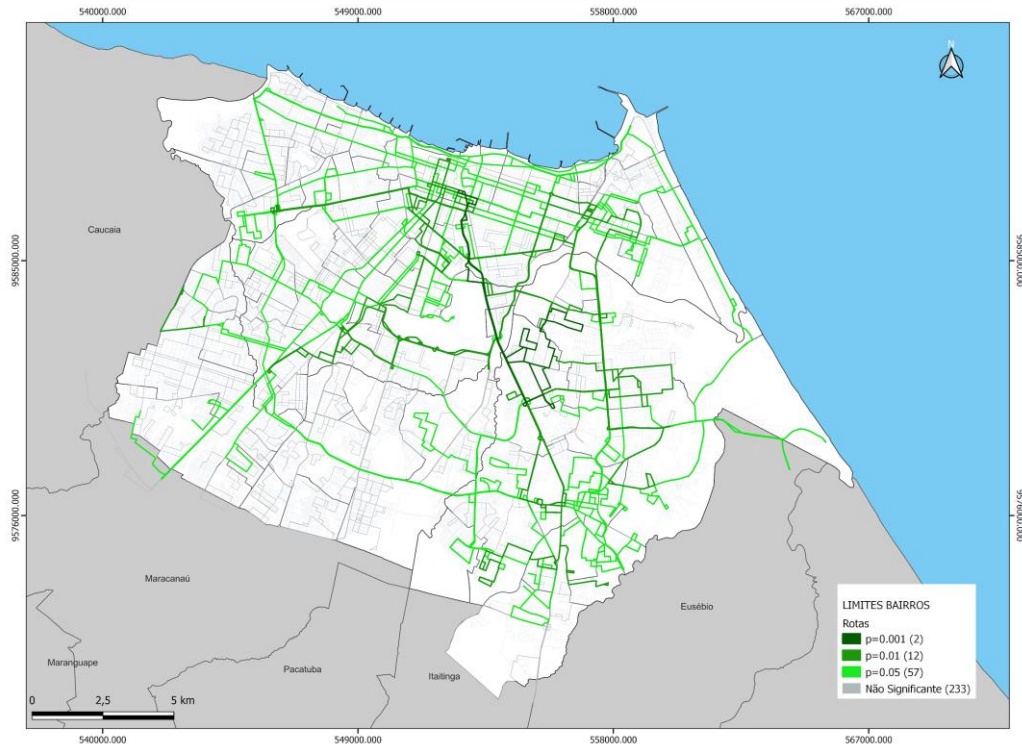 540000.000 549000.000 558000.000 567000.000
N
Caucaia
9585000.000 9585000.000
9576000.000 9576000.000
Maracanaú
Eusébio
Maranguape
Pacatuba
Itaitinga
LIMITES BAIRROS
Rotas
p=0.001 (2)
p=0.01 (12)
p=0.05 (57)
Não Significante (233)
0 2,5 5 km
540000.000 549000.000 558000.000 567000.000